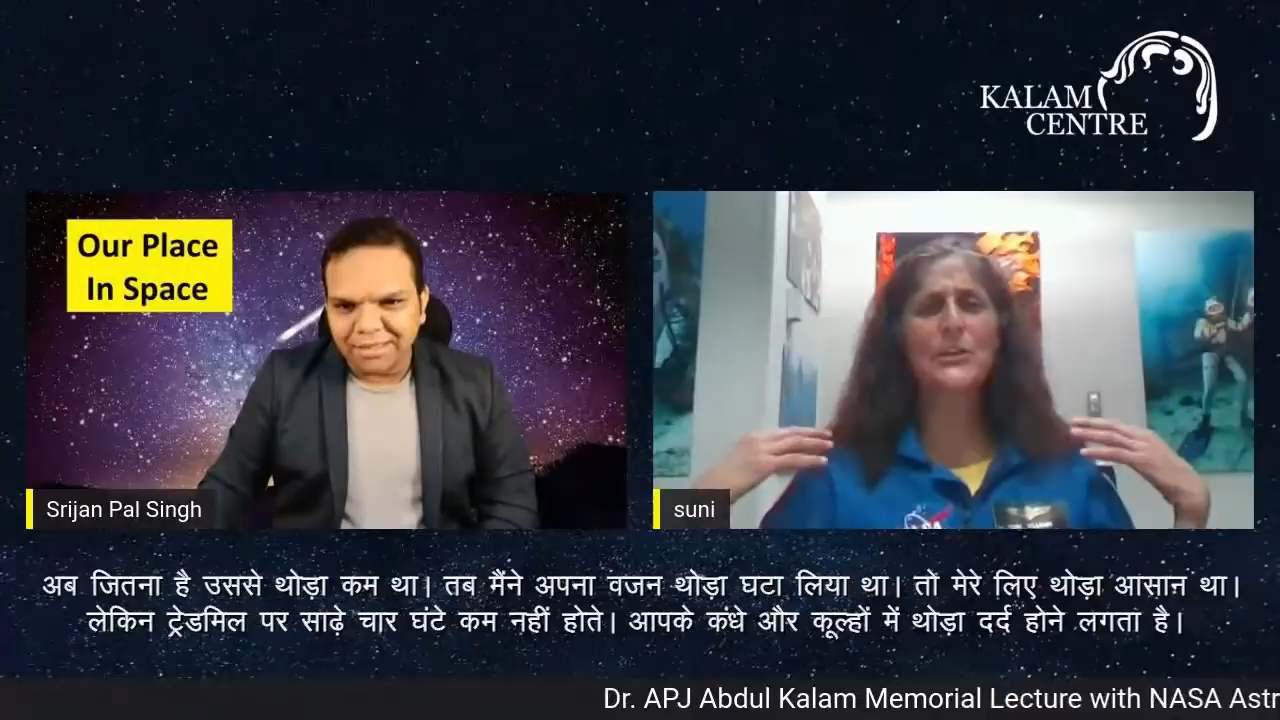 KALAM
CENTRE
Our Place
In Space
Srijan Pal Singh
suni
अब जितना है उससे थोड़ा कम था। तब मैंने अपना वजन थोड़ा घटा लिया था। तो मेरे लिए थोड़ा आसान था।
लेकिन ट्रेडमिल पर साढ़े चार घंटे कम नहीं होते। आपके कंधे और कूल्हों में थोड़ा दर्द होने लगता है।
Dr. APJ Abdul Kalam Memorial Lecture with NASA Astr